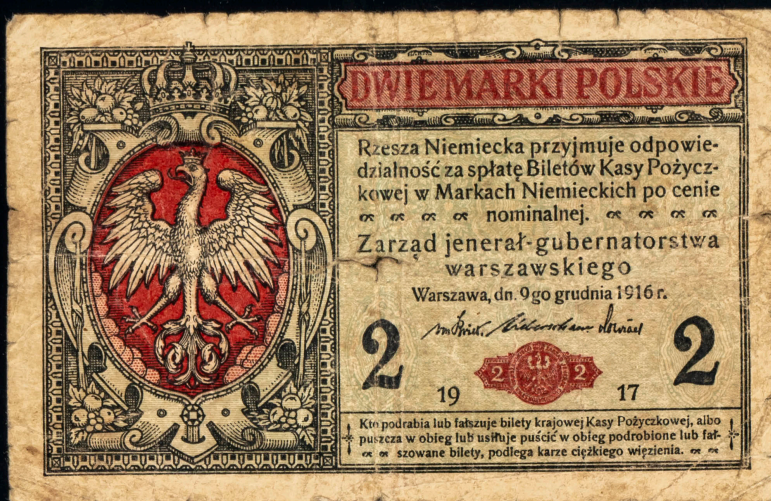 DWIE MARKI POLSKIE
Rzesza Niemiecka przyjmuje odpowie-
dzialność za spłatę Biletów Kasy Pożycz-
kowej w Markach Niemieckich po cenie
nominalnej.
Zarząd jenerał-gubernatorstwa
warszawskiego
Warszawa, dn. 9go grudnia 1916 r.
2 2
2 2
19 17
Kto podrabia lub fałszuje bilety krajowej Kasy Pożyczkowej, albo
puszcza w obieg lub usiłuje puścić w obieg podrobione lub fał-
szowane bilety, podlega karze ciężkiego więzienia.